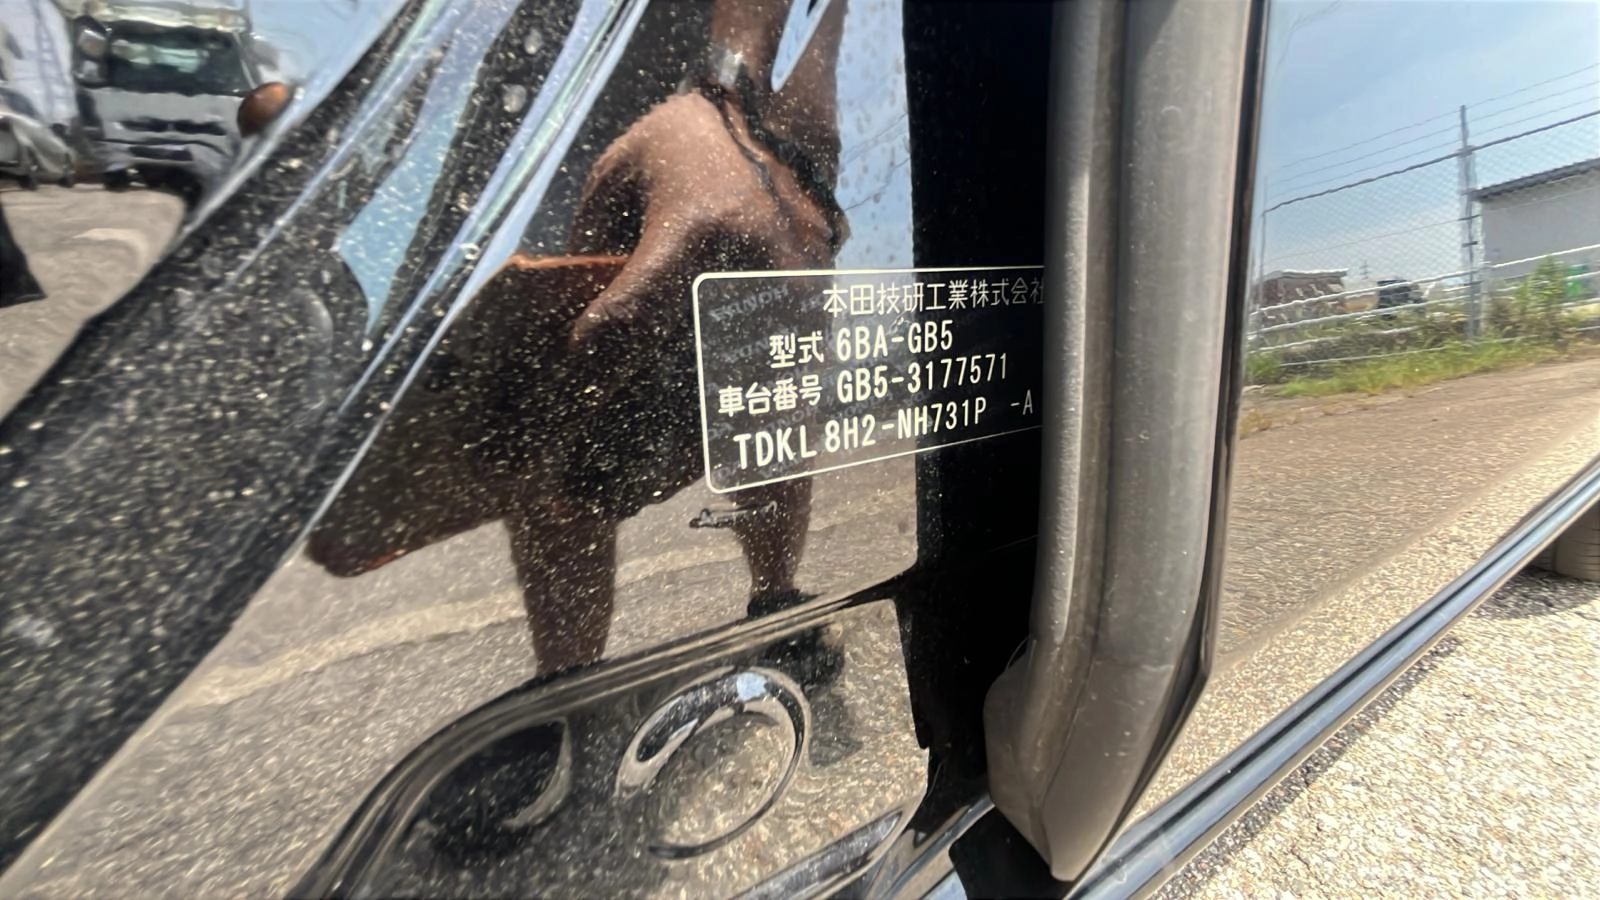 本田技研工業株式会社
型式 6BA-GB5
車台番号 GB5-3177571
TDKL 8H2-NH731P -A